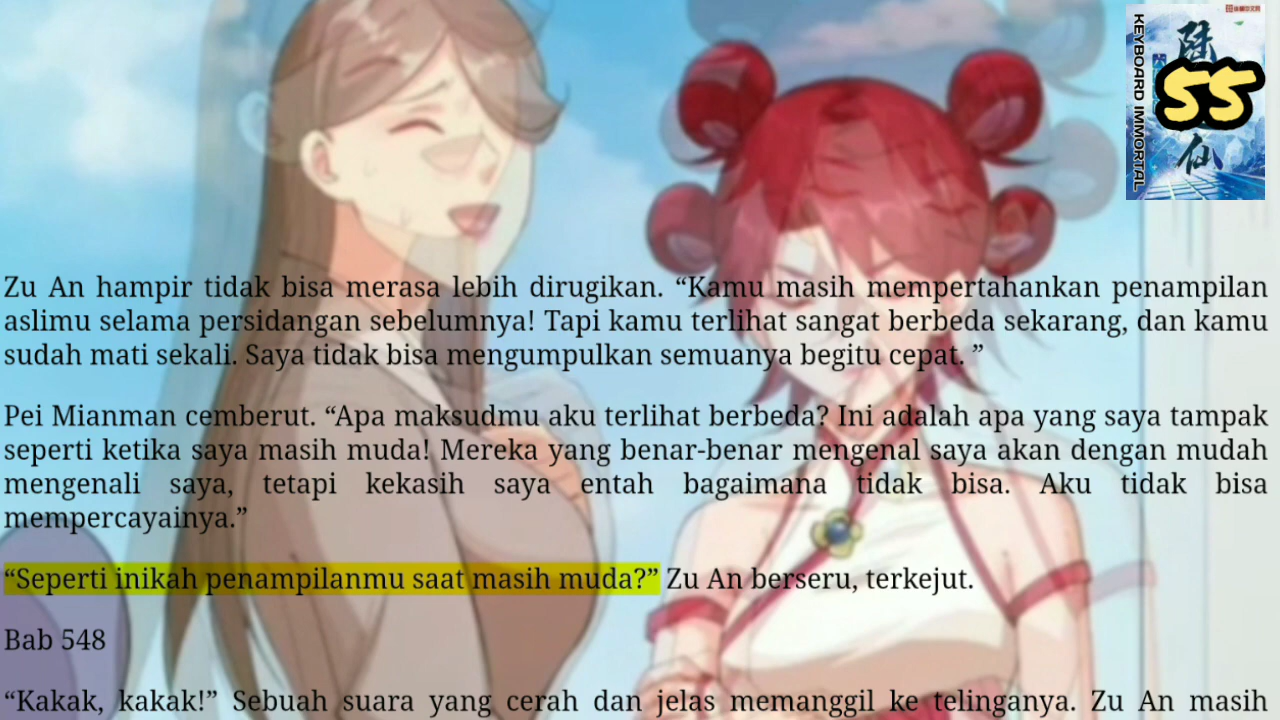 陆
KEYBOARD IMMORTAL
55
仙
Zu An hampir tidak bisa merasa lebih dirugikan. “Kamu masih mempertahankan penampilan
aslimu selama persidangan sebelumnya! Tapi kamu terlihat sangat berbeda sekarang, dan kamu
sudah mati sekali. Saya tidak bisa mengumpulkan semuanya begitu cepat. ”
Pei Mianman cemberut. “Apa maksudmu aku terlihat berbeda? Ini adalah apa yang saya tampak
seperti ketika saya masih muda! Mereka yang benar-benar mengenal saya akan dengan mudah
mengenali saya, tetapi kekasih saya entah bagaimana tidak bisa. Aku tidak bisa
mempercayainya.”
“Seperti inikah penampilanmu saat masih muda?” Zu An berseru, terkejut.
Bab 548
“Kakak, kakak!” Sebuah suara yang cerah dan jelas memanggil ke telinganya. Zu An masih